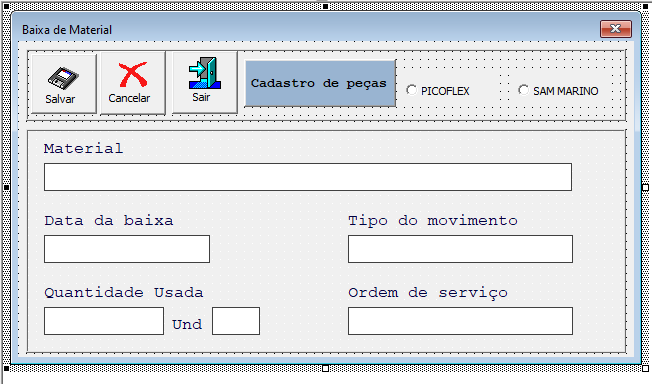 Baixa de Material
Salvar
Cancelar
Sair
Cadastro de peças
PICOFLEX
SAM MARINO
Material
Data da baixa
Tipo do movimento
Quantidade Usada
Ordem de serviço
Und